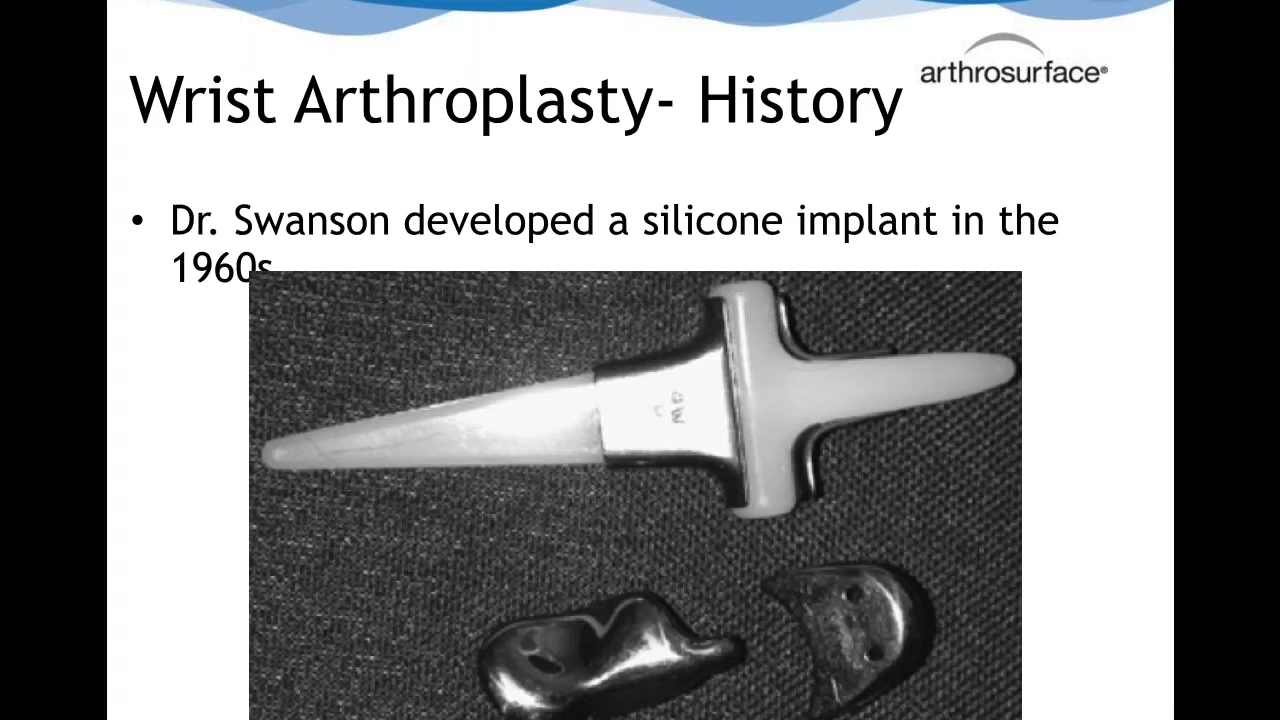 arthrosurface®
Wrist Arthroplasty- History
• Dr. Swanson developed a silicone implant in the
1960s